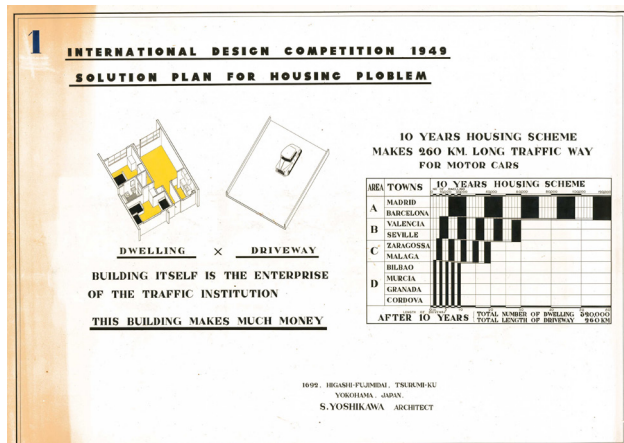 1
INTERNATIONAL DESIGN COMPETITION 1949
SOLUTION PLAN FOR HOUSING PLOBLEM
DWELLING × DRIVEWAY
BUILDING ITSELF IS THE ENTERPRISE
OF THE TRAFFIC INSTITUTION
THIS BUILDING MAKES MUCH MONEY
10 YEARS HOUSING SCHEME
MAKES 260 KM. LONG TRAFFIC WAY
FOR MOTOR CARS
AREA TOWNS 10 YEARS HOUSING SCHEME
A
MADRID
BARCELONA
B
VALENCIA
SEVILLE
C
ZARAGOSSA
MALAGA
D
BILBAO
MURCIA
GRANADA
CORDOVA
AFTER 10 YEARS
TOTAL NUMBER OF DWELLING 520,000
TOTAL LENGTH OF DRIVEWAY 260 KM
1692, HIGASHI-FUJIMIDAI, TSURUMI-KU
YOKOHAMA, JAPAN.
S. YOSHIKAWA ARCHITECT